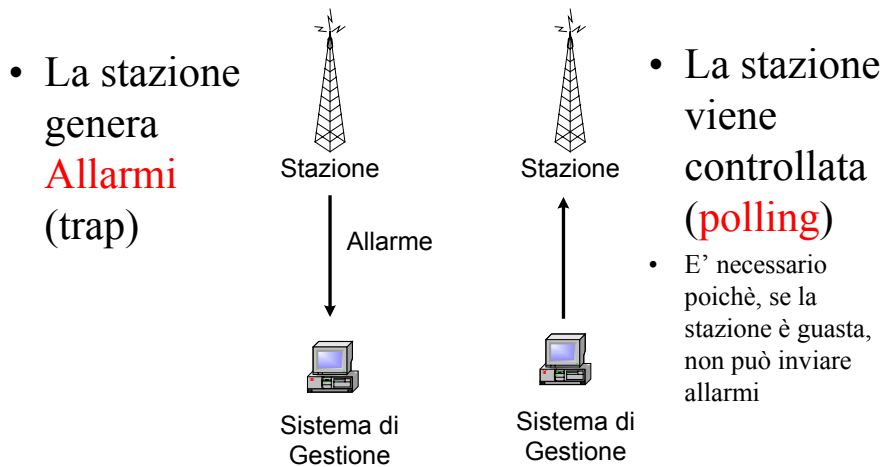 • La stazione
genera
Allarmi
(trap)
Stazione
Allarme
Sistema di
Gestione
Stazione
Sistema di
Gestione
• La stazione
viene
controllata
(polling)
• E’ necessario
poichè, se la
stazione è guasta,
non può inviare
allarmi